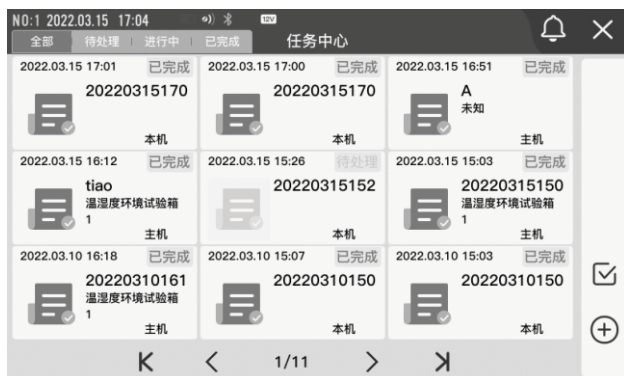 NO:1 2022.03.15 17:04 12V
全部 待处理 进行中 已完成 任务中心
2022.03.15 17:01 已完成
20220315170
本机
2022.03.15 17:00 已完成
20220315170
本机
2022.03.15 16:51 已完成
A
未知
主机
2022.03.15 16:12 已完成
tiao
温湿度环境试验箱
1
主机
2022.03.15 15:26 待处理
20220315152
本机
2022.03.15 15:03 已完成
20220315150
温湿度环境试验箱
1
主机
2022.03.10 16:18 已完成
20220310161
温湿度环境试验箱
1
主机
2022.03.10 15:07 已完成
20220310150
本机
2022.03.10 15:03 已完成
20220310150
本机
1/11